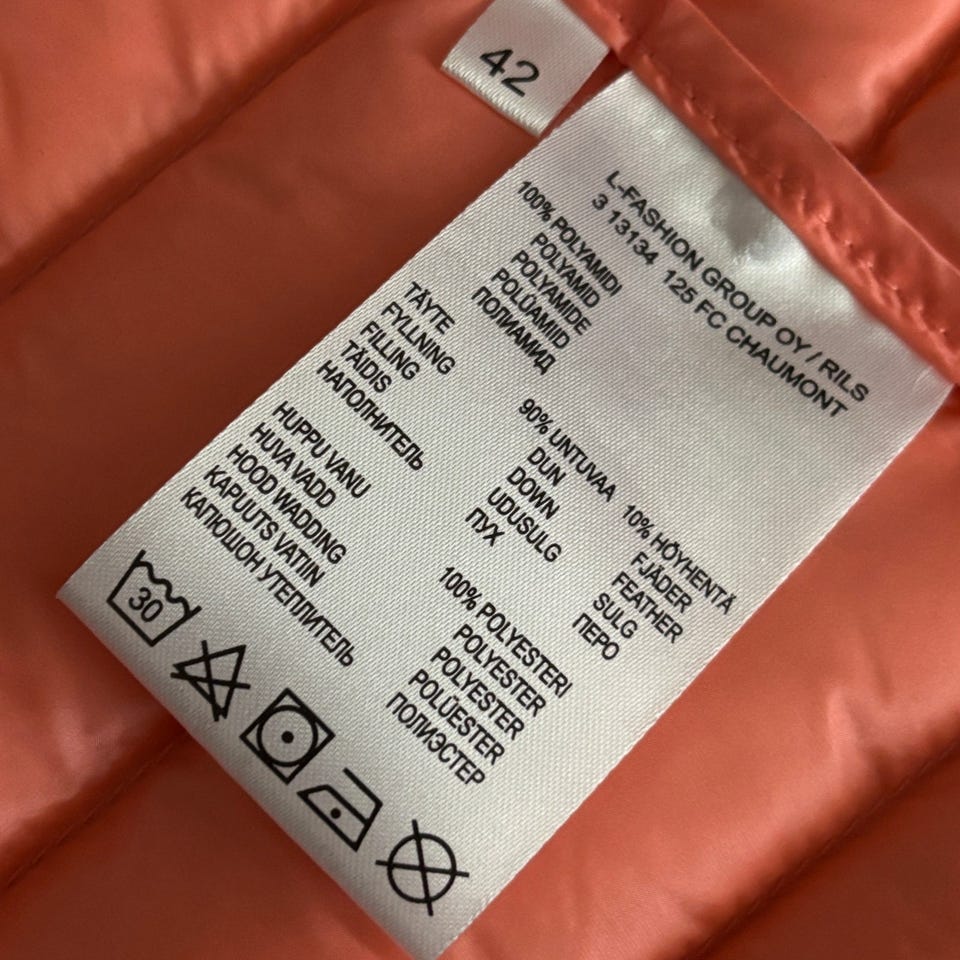 42
L-FASHION GROUP OY / RILS
3 13134 125 FC CHAUMONT
100% POLYAMIDI
POLYAMID
POLYAMIDE
POLÜAMIID
ПОЛИАМИД
TÄYTE
FYLLNING
FILLING
TÄIDIS
НАПОЛНИТЕЛЬ
90% UNTUVAA 10% HÖYHENTÄ
DUN FJÄDER
DOWN FEATHER
UDUSULG SULG
ПУХ ПЕРО
HUPPU VANU
HUVA VADD
HOOD WADDING
KAPUUTS VATIIN
КАПЮШОН УТЕПЛИТЕЛЬ
100% POLYESTERI
POLYESTER
POLYESTER
POLÜESTER
ПОЛИЭСТЕР
30